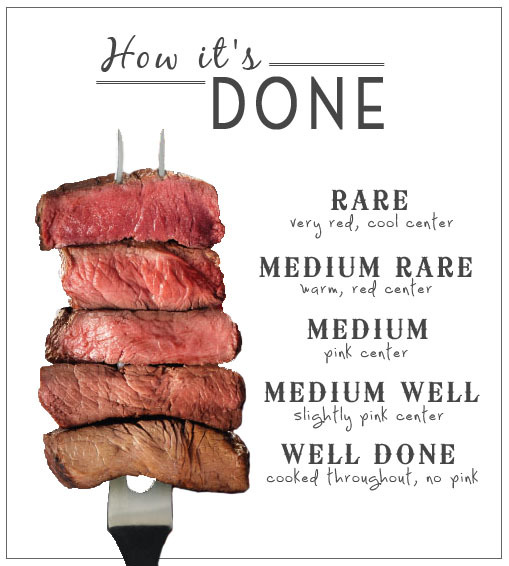 How it's
DONE
RARE
very red, cool center
MEDIUM RARE
warm, red center
MEDIUM
pink center
MEDIUM WELL
slightly pink center
WELL DONE
cooked throughout, no pink